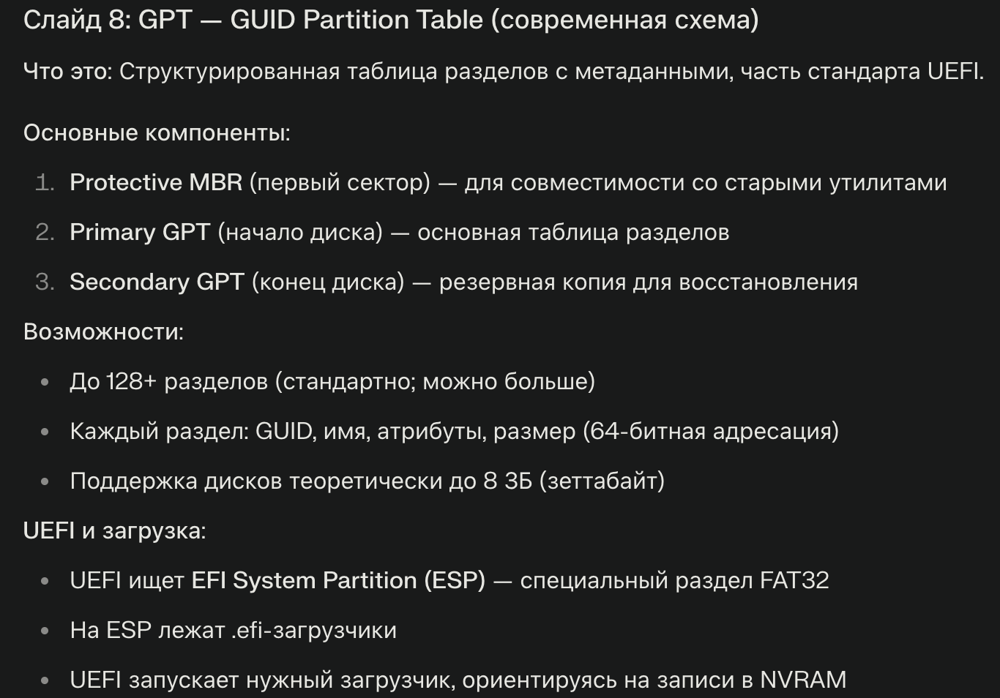 Слайд 8: GPT — GUID Partition Table (современная схема)
Что это: Структурированная таблица разделов с метаданными, часть стандарта UEFI.
Основные компоненты:
1. Protective MBR (первый сектор) — для совместимости со старыми утилитами
2. Primary GPT (начало диска) — основная таблица разделов
3. Secondary GPT (конец диска) — резервная копия для восстановления
Возможности:
• До 128+ разделов (стандартно; можно больше)
• Каждый раздел: GUID, имя, атрибуты, размер (64-битная адресация)
• Поддержка дисков теоретически до 8 ЗБ (зеттабайт)
UEFI и загрузка:
• UEFI ищет EFI System Partition (ESP) — специальный раздел FAT32
• На ESP лежат .efi-загрузчики
• UEFI запускает нужный загрузчик, ориентируясь на записи в NVRAM